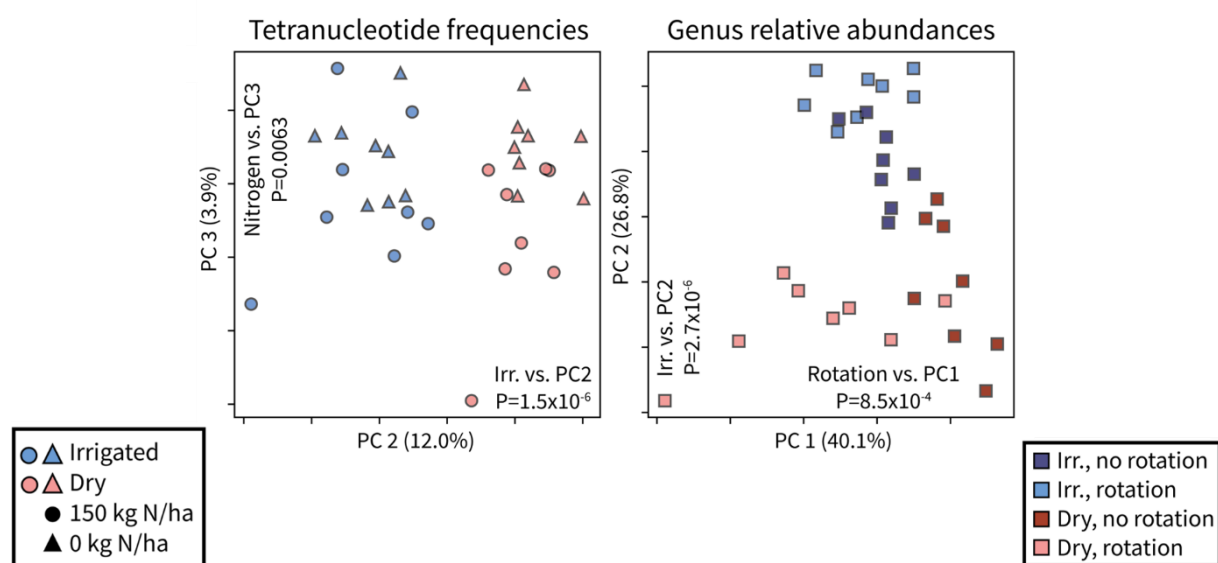 Tetranucleotide frequencies
Nitrogen vs. PC3
P=0.0063
PC 3 (3.9%)
Irr. vs. PC2
P=1.5x10⁻⁶
PC 2 (12.0%)
Genus relative abundances
PC 2 (26.8%)
Irr. vs. PC2
P=2.7x10⁻⁶
Rotation vs. PC1
P=8.5x10⁻⁴
PC 1 (40.1%)
Irrigated
Dry
150 kg N/ha
0 kg N/ha
Irr., no rotation
Irr., rotation
Dry, no rotation
Dry, rotation